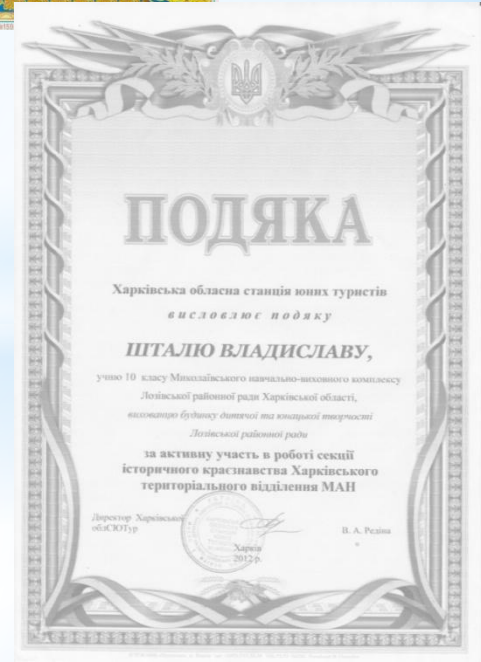 ПОДЯКА
Харківська обласна станція юних туристів
висловлює подяку
ШТАЛЮ ВЛАДИСЛАВУ,
учню 10 класу Миколаївського навчально-виховного комплексу
Лозівської районної ради Харківської області,
вихованцю будинку дитячої та юнацької творчості
Лозівської районної ради
за активну участь в роботі секції
історичного краєзнавства Харківського
територіального відділення МАН
Директор Харківської
облСЮТур
В. А. Редіна
Харків
2012 р.